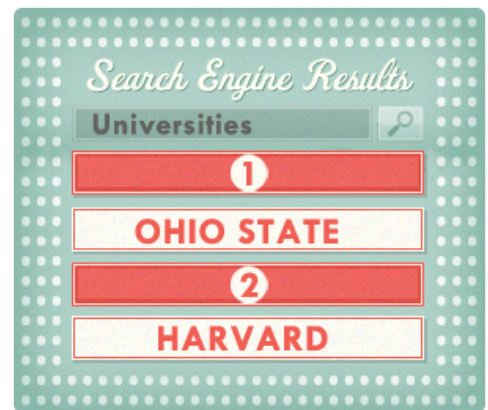 Search Engine Results
Universities
1
OHIO STATE
2
HARVARD